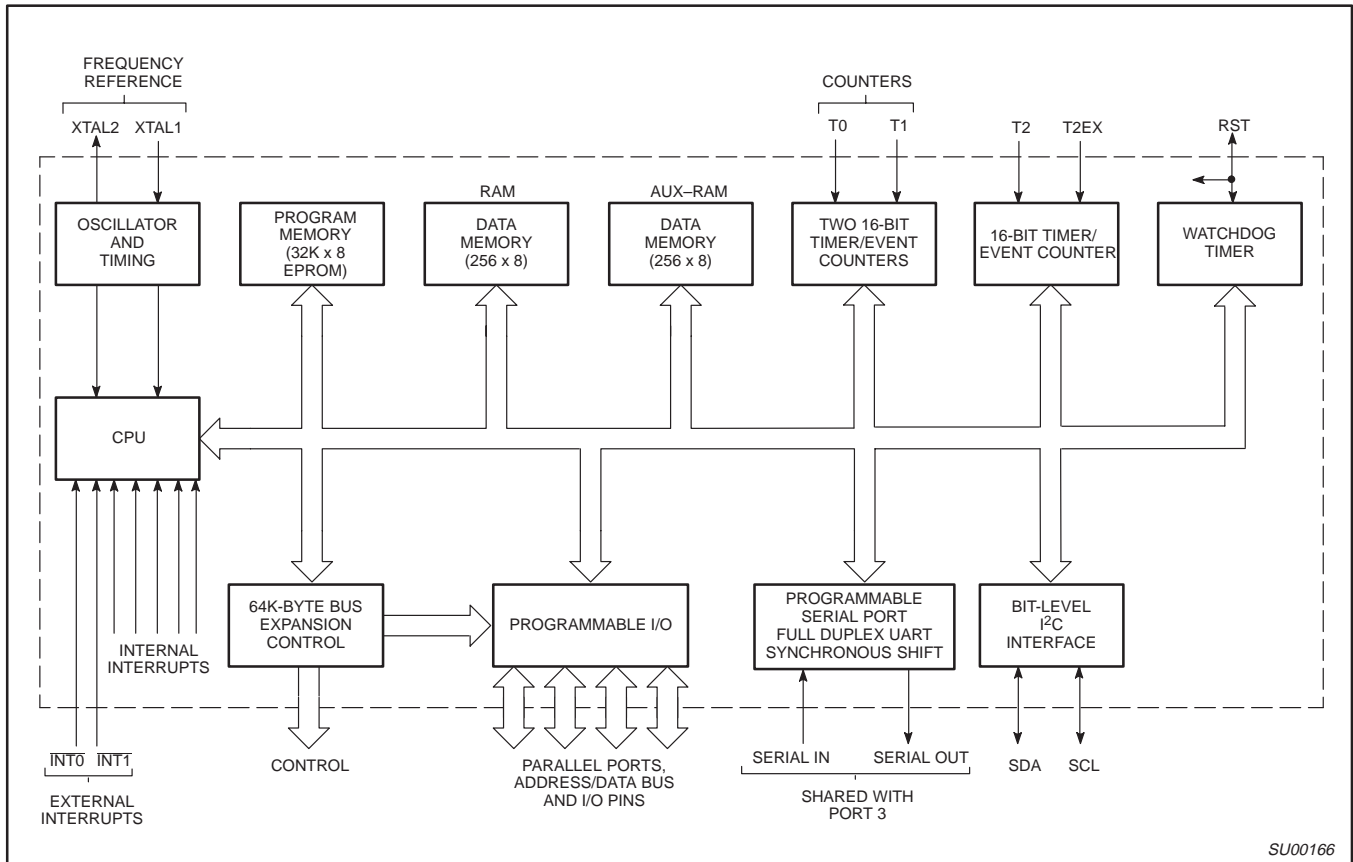 FREQUENCY
REFERENCE
COUNTERS
XTAL2 XTAL1
T0 T1
T2 T2EX
RST
RAM
AUX–RAM
OSCILLATOR
AND
TIMING
PROGRAM
MEMORY
(32K x 8
EPROM)
DATA
MEMORY
(256 x 8)
DATA
MEMORY
(256 x 8)
TWO 16-BIT
TIMER/EVENT
COUNTERS
16-BIT TIMER/
EVENT COUNTER
WATCHDOG
TIMER
CPU
INTERNAL
INTERRUPTS
64K-BYTE BUS
EXPANSION
CONTROL
PROGRAMMABLE I/O
PROGRAMMABLE
SERIAL PORT
FULL DUPLEX UART
SYNCHRONOUS SHIFT
BIT-LEVEL
I²C
INTERFACE
INT0 INT1
EXTERNAL
INTERRUPTS
CONTROL
PARALLEL PORTS,
ADDRESS/DATA BUS
AND I/O PINS
SERIAL IN SERIAL OUT
SHARED WITH
PORT 3
SDA SCL
SU00166